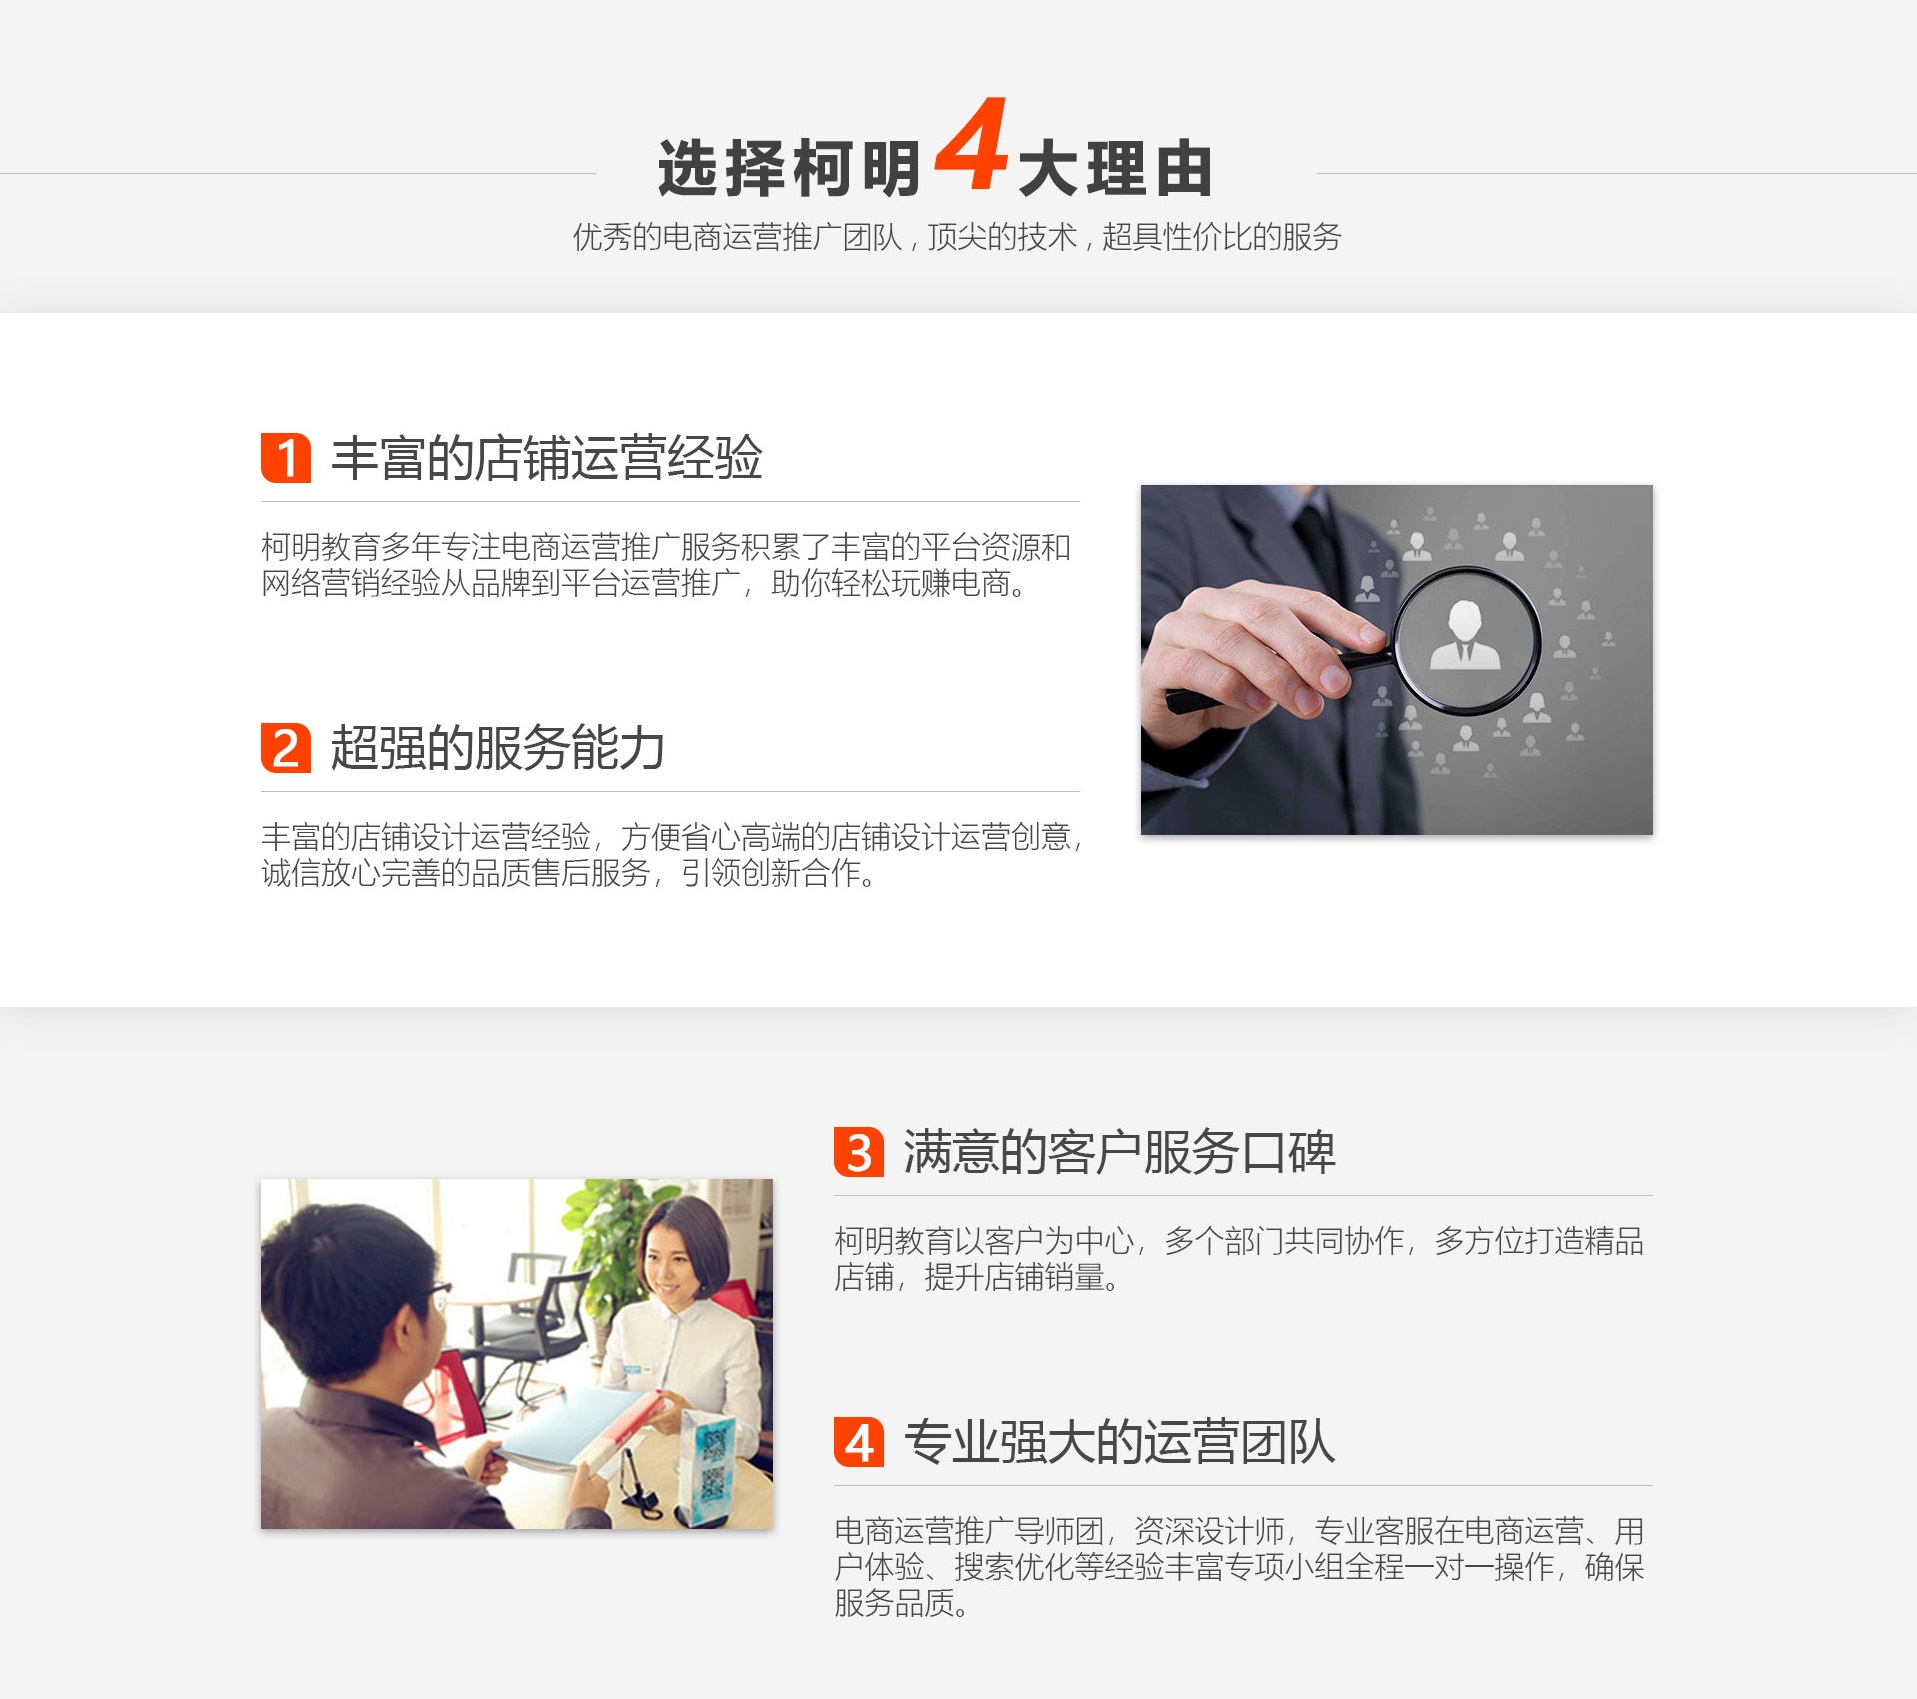 选择柯明4大理由
优秀的电商运营推广团队，顶尖的技术，超具性价比的服务
1 丰富的店铺运营经验
柯明教育多年专注电商运营推广服务积累了丰富的平台资源和
网络营销经验从品牌到平台运营推广，助你轻松玩赚电商。
2 超强的服务能力
丰富的店铺设计运营经验，方便省心高端的店铺设计运营创意，
诚信放心完善的品质售后服务，引领创新合作。
3 满意的客户服务口碑
柯明教育以客户为中心，多个部门共同协作，多方位打造精品
店铺，提升店铺销量。
4 专业强大的运营团队
电商运营推广导师团，资深设计师，专业客服在电商运营、用
户体验、搜索优化等经验丰富专项小组全程一对一操作，确保
服务品质。